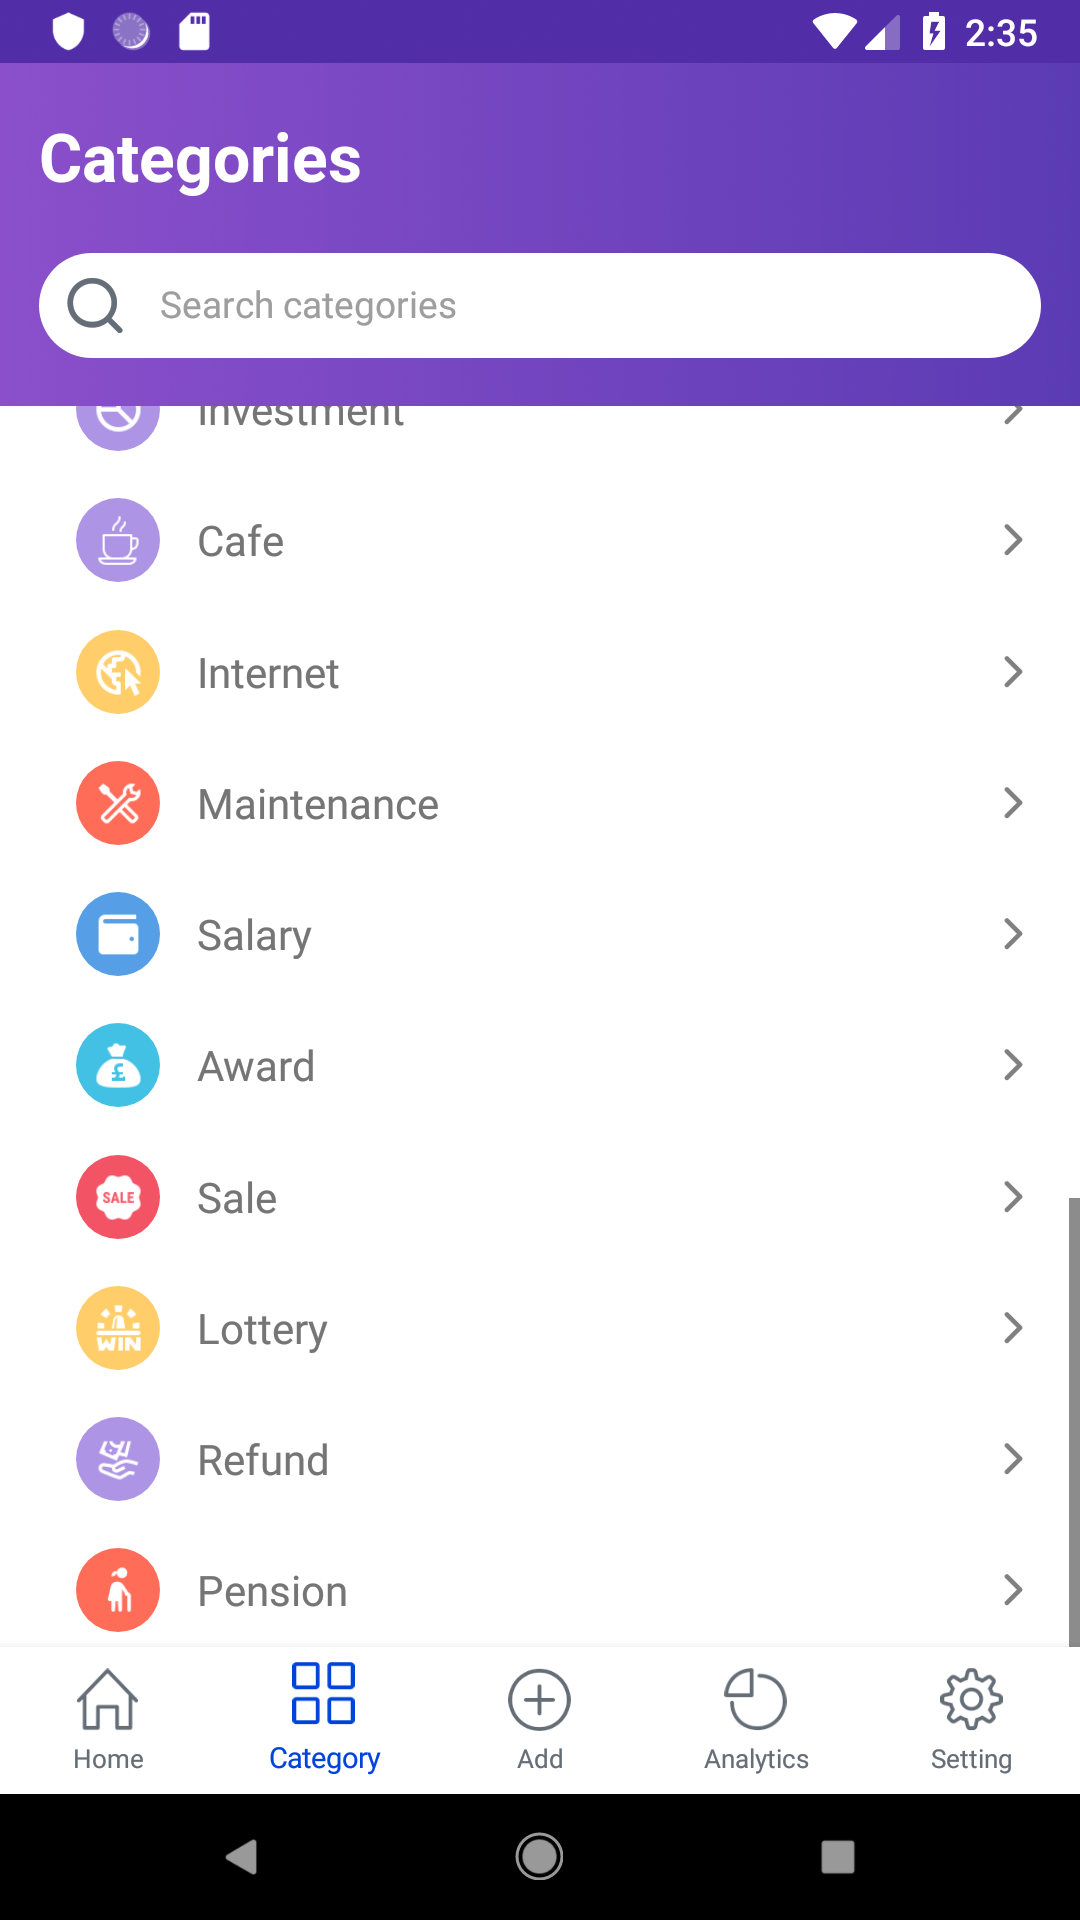 2:35
Categories
Search categories
Investment
Cafe
Internet
Maintenance
Salary
Award
SALE
Sale
WIN
Lottery
Refund
Pension
Home
Category
Add
Analytics
Setting